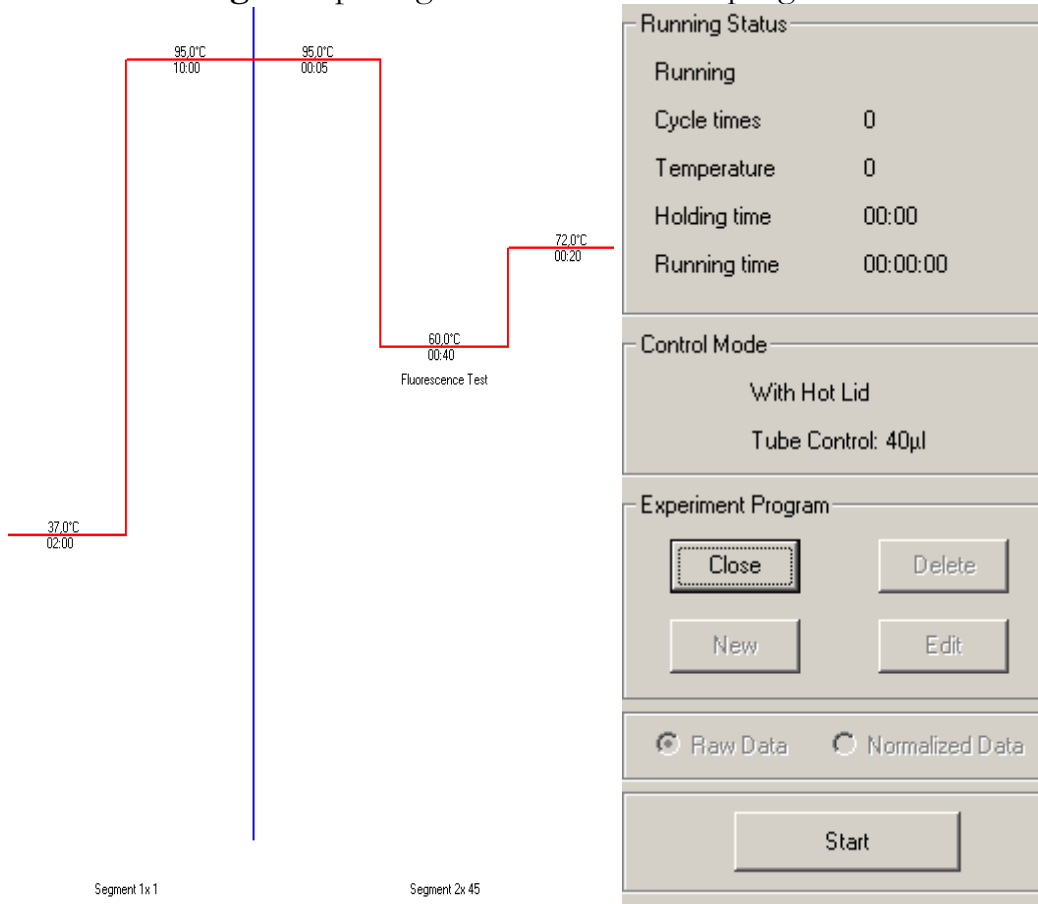 95,0°C
10:00
95,0°C
00:05
72,0°C
00:20
60,0°C
00:40
Fluorescence Test
37,0°C
02:00
Segment 1x 1
Segment 2x 45
Running Status
Running
Cycle times 0
Temperature 0
Holding time 00:00
Running time 00:00:00
Control Mode
With Hot Lid
Tube Control: 40µl
Experiment Program
Close Delete
New Edit
Raw Data Normalized Data
Start